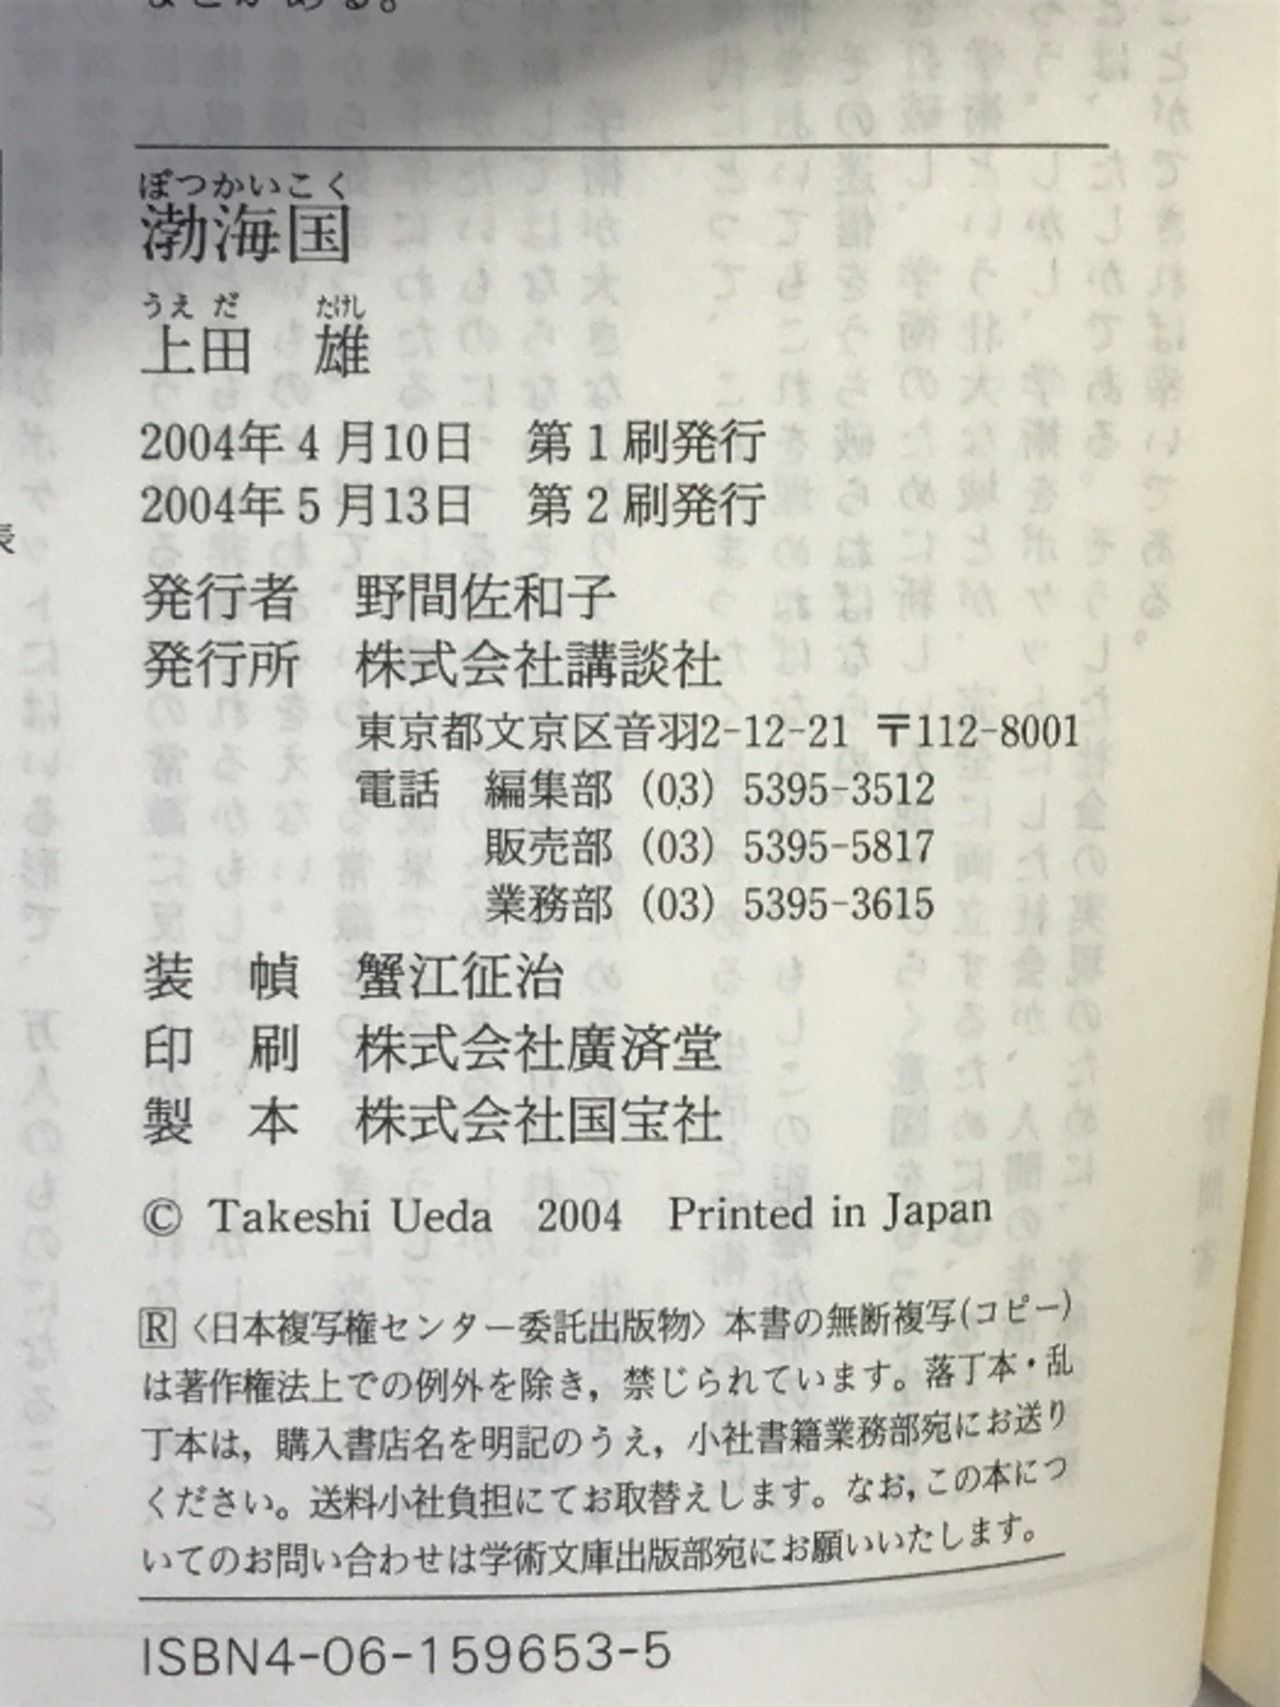 などがある。
ぼつかいこく
渤海国
うえだ たけし
上田 雄
2004年4月10日 第1刷発行
2004年5月13日 第2刷発行
発行者 野間佐和子
発行所 株式会社講談社
東京都文京区音羽2-12-21 〒112-8001
電話 編集部 (03) 5395-3512
販売部 (03) 5395-5817
業務部 (03) 5395-3615
装 幀 蟹江征治
印 刷 株式会社廣済堂
製 本 株式会社国宝社
© Takeshi Ueda 2004 Printed in Japan
R〈日本複写権センター委託出版物〉本書の無断複写(コピー)
は著作権法上での例外を除き，禁じられています。落丁本・乱
丁本は，購入書店名を明記のうえ，小社書籍業務部宛にお送り
ください。送料小社負担にてお取替えします。なお，この本につ
いてのお問い合わせは学術文庫出版部宛にお願いいたします。
ISBN4-06-159653-5